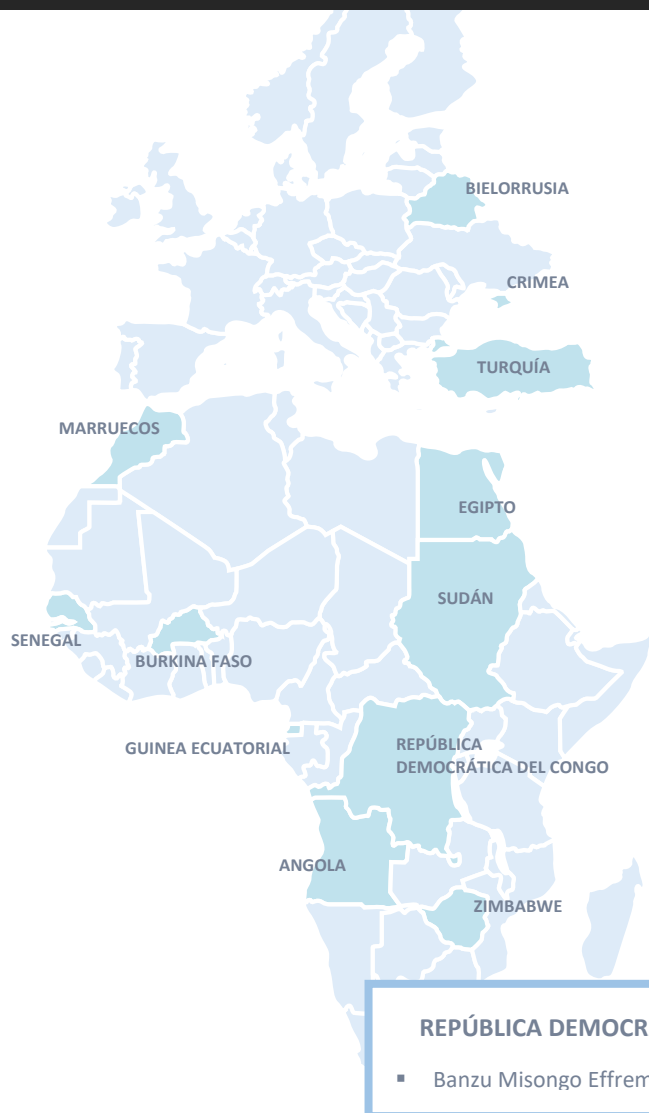 BIELORRUSIA
CRIMEA
TURQUÍA
MARRUECOS
EGIPTO
SUDÁN
SENEGAL
BURKINA FASO
GUINEA ECUATORIAL
REPÚBLICA
DEMOCRÁTICA DEL CONGO
ANGOLA
ZIMBABWE
REPÚBLICA DEMOCR
▪ Banzu Misongo Effrem